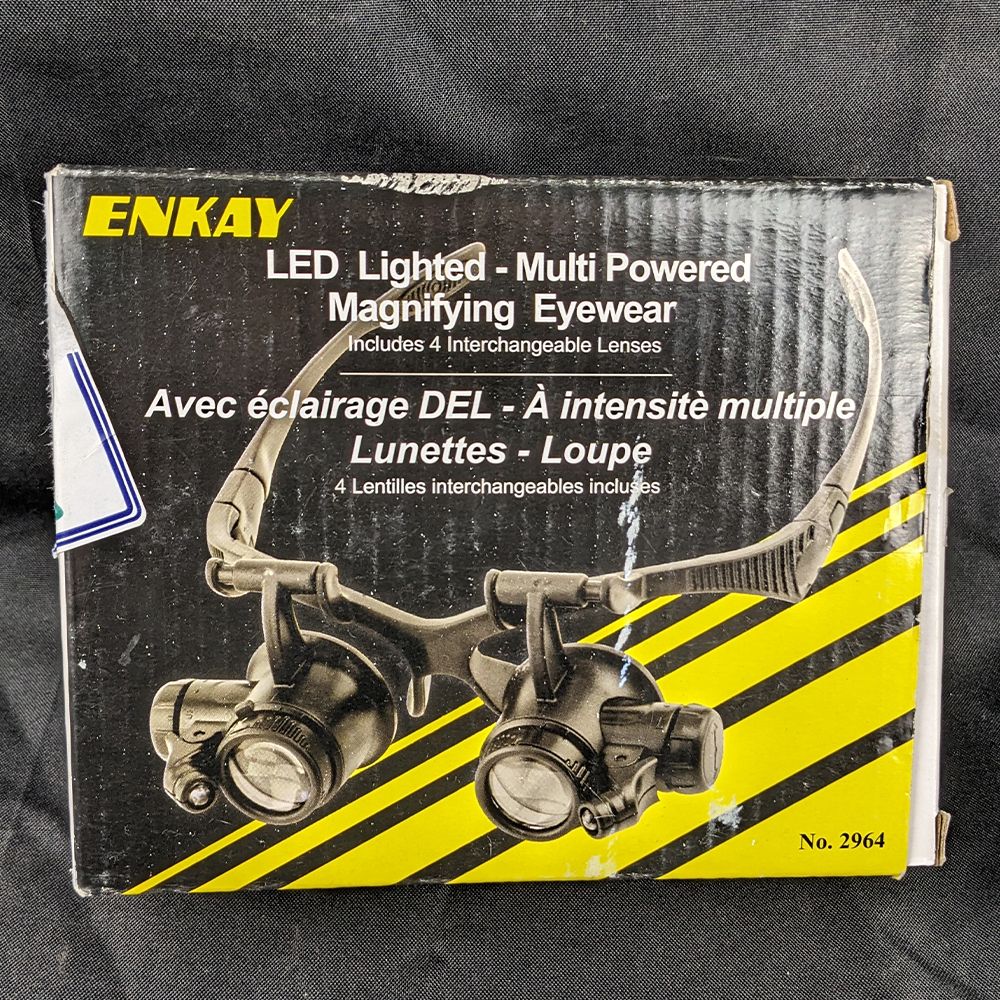 ENKAY
LED Lighted - Multi Powered
Magnifying Eyewear
Includes 4 Interchangeable Lenses
Avec éclairage DEL - À intensitè multiple
Lunettes - Loupe
4 Lentilles interchangeables incluses
No. 2964